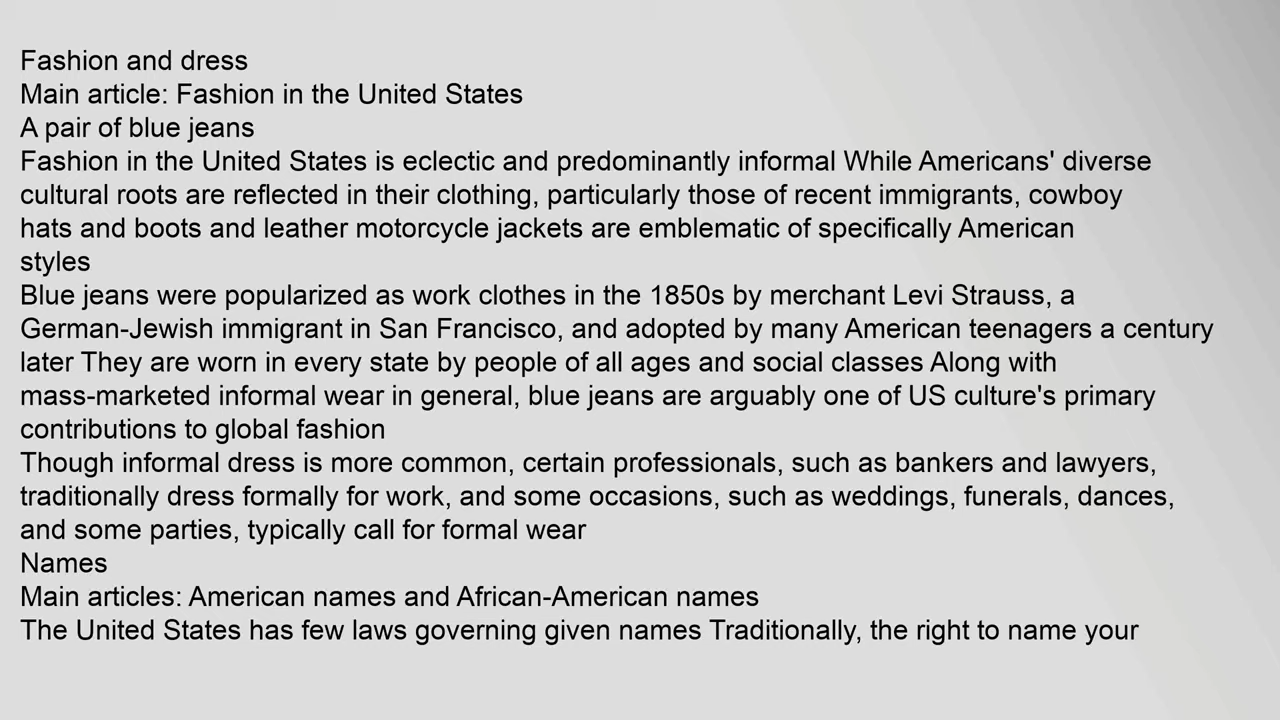 Fashion and dress
Main article: Fashion in the United States
A pair of blue jeans
Fashion in the United States is eclectic and predominantly informal While Americans' diverse
cultural roots are reflected in their clothing, particularly those of recent immigrants, cowboy
hats and boots and leather motorcycle jackets are emblematic of specifically American
styles
Blue jeans were popularized as work clothes in the 1850s by merchant Levi Strauss, a
German-Jewish immigrant in San Francisco, and adopted by many American teenagers a century
later They are worn in every state by people of all ages and social classes Along with
mass-marketed informal wear in general, blue jeans are arguably one of US culture's primary
contributions to global fashion
Though informal dress is more common, certain professionals, such as bankers and lawyers,
traditionally dress formally for work, and some occasions, such as weddings, funerals, dances,
and some parties, typically call for formal wear
Names
Main articles: American names and African-American names
The United States has few laws governing given names Traditionally, the right to name your